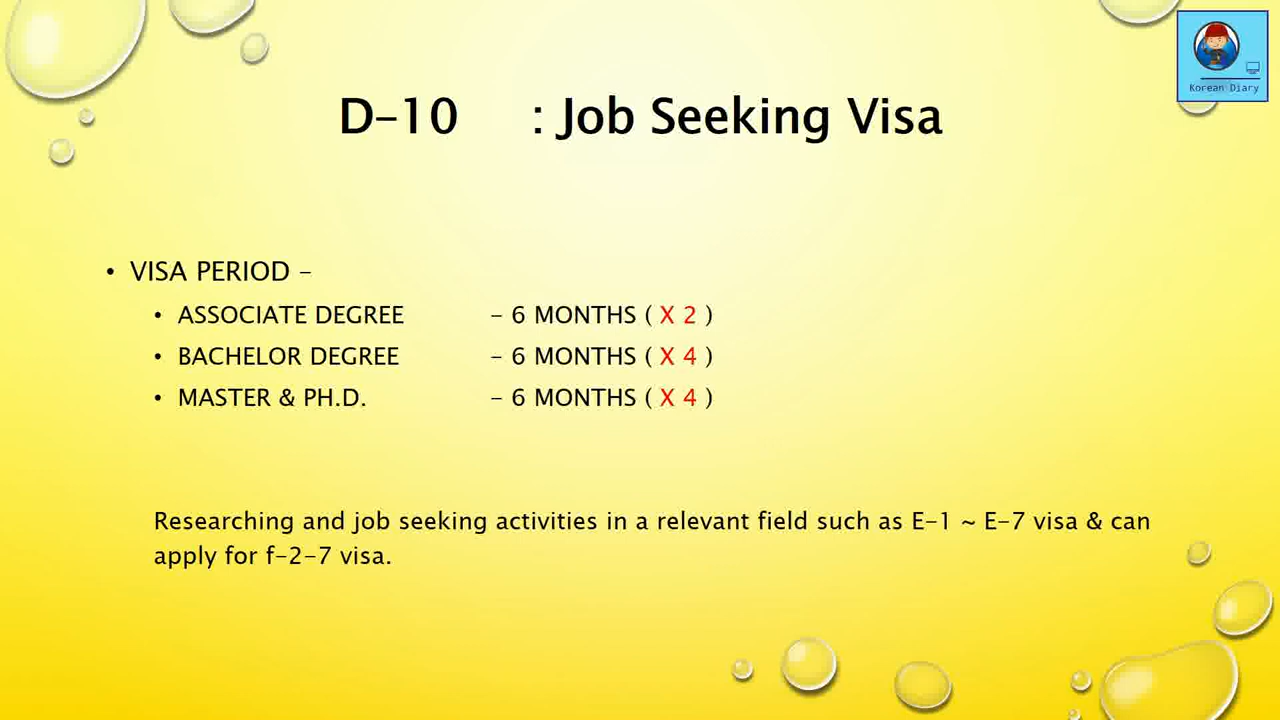 Korean Diary
D-10 : Job Seeking Visa
• VISA PERIOD -
• ASSOCIATE DEGREE - 6 MONTHS ( X 2 )
• BACHELOR DEGREE - 6 MONTHS ( X 4 )
• MASTER & PH.D. - 6 MONTHS ( X 4 )
Researching and job seeking activities in a relevant field such as E-1 ~ E-7 visa & can
apply for f-2-7 visa.